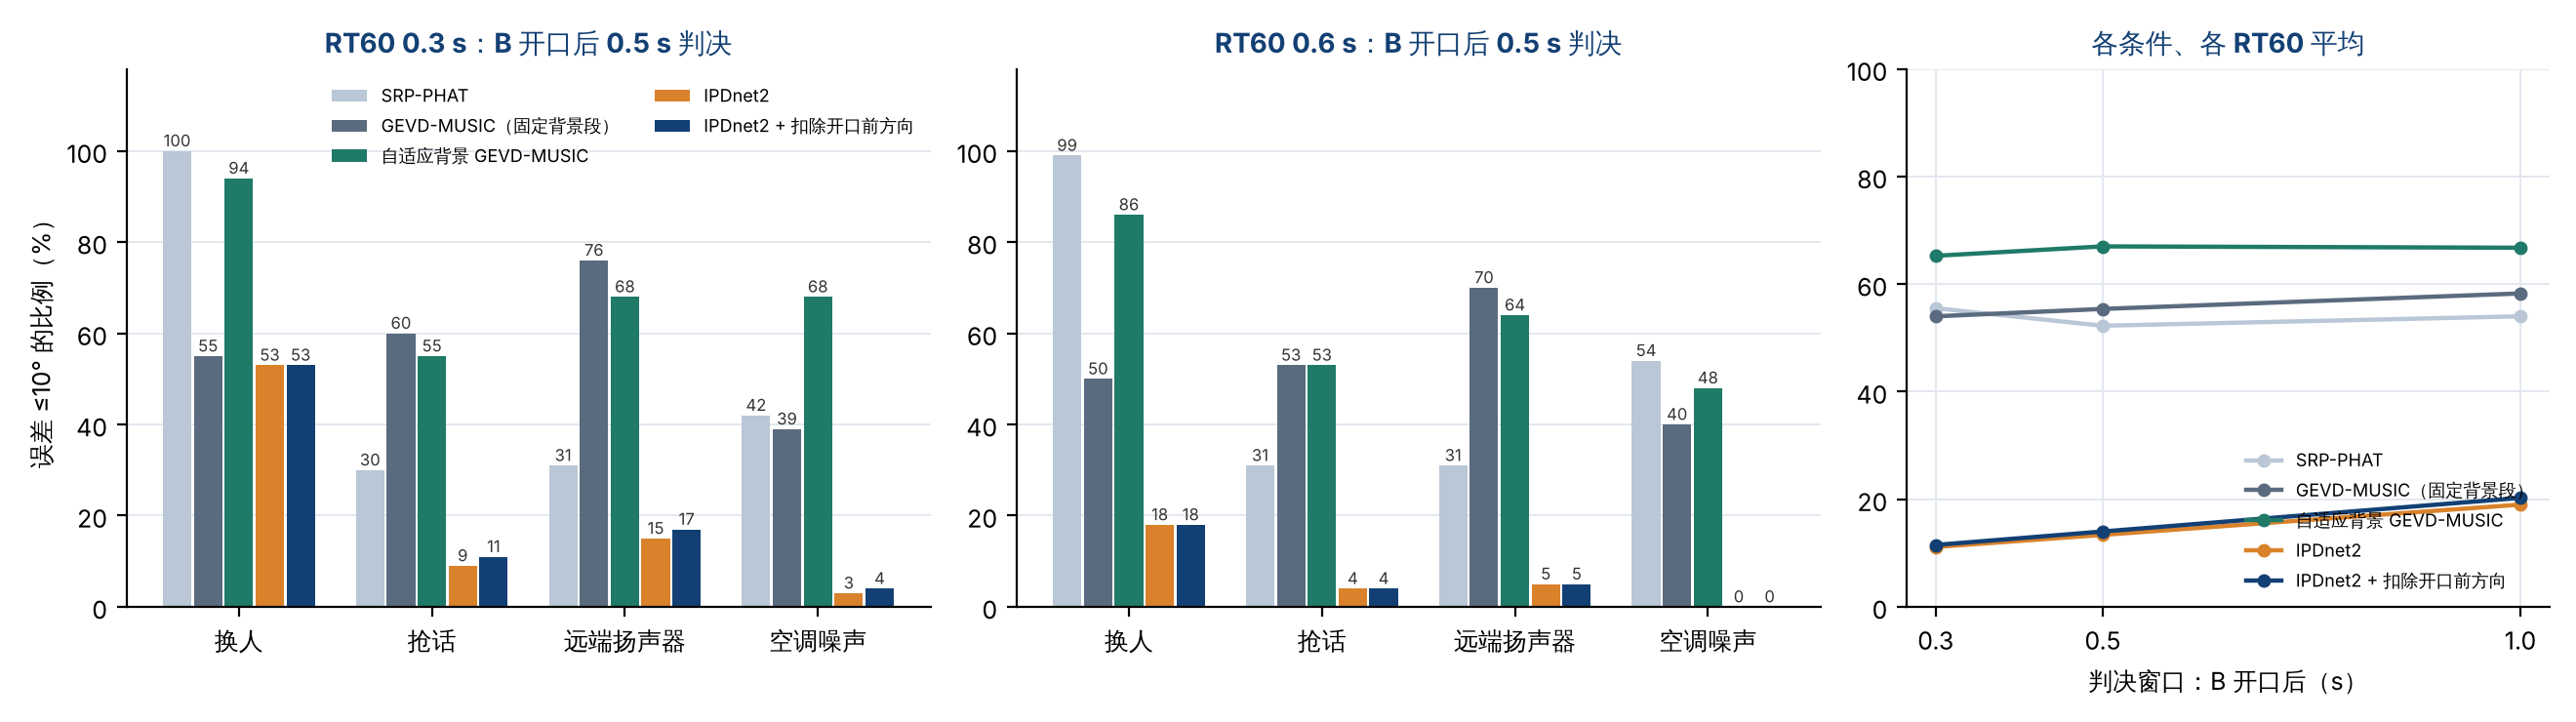 RT60 0.3 s：B 开口后 0.5 s 判决
误差 ≤10° 的比例（%）
100
80
60
40
20
0
SRP-PHAT
GEVD-MUSIC（固定背景段）
自适应背景 GEVD-MUSIC
IPDnet2
IPDnet2 + 扣除开口前方向
100 55 94 53 53
30 60 55 9 11
31 76 68 15 17
42 39 68 3 4
换人 抢话 远端扬声器 空调噪声
RT60 0.6 s：B 开口后 0.5 s 判决
100
80
60
40
20
0
99 50 86 18 18
31 53 53 4 4
31 70 64 5 5
54 40 48 0 0
换人 抢话 远端扬声器 空调噪声
各条件、各 RT60 平均
100
80
60
40
20
0
SRP-PHAT
GEVD-MUSIC（固定背景段）
自适应背景 GEVD-MUSIC
IPDnet2
IPDnet2 + 扣除开口前方向
0.3 0.5 1.0
判决窗口：B 开口后（s）